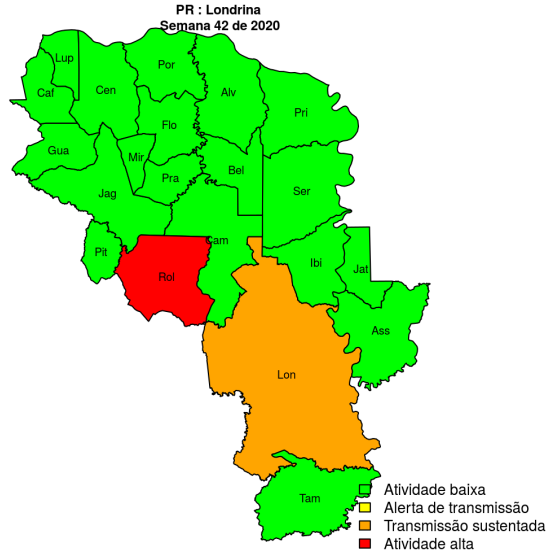 PR : Londrina
Semana 42 de 2020
Lup
Por
Caf
Cen
Alv
Pri
Flo
Gua
Mir
Bel
Pra
Jag
Ser
Cam
Pit
Ibi
Jat
Rol
Ass
Lon
Tam
Atividade baixa
Alerta de transmissão
Transmissão sustentada
Atividade alta